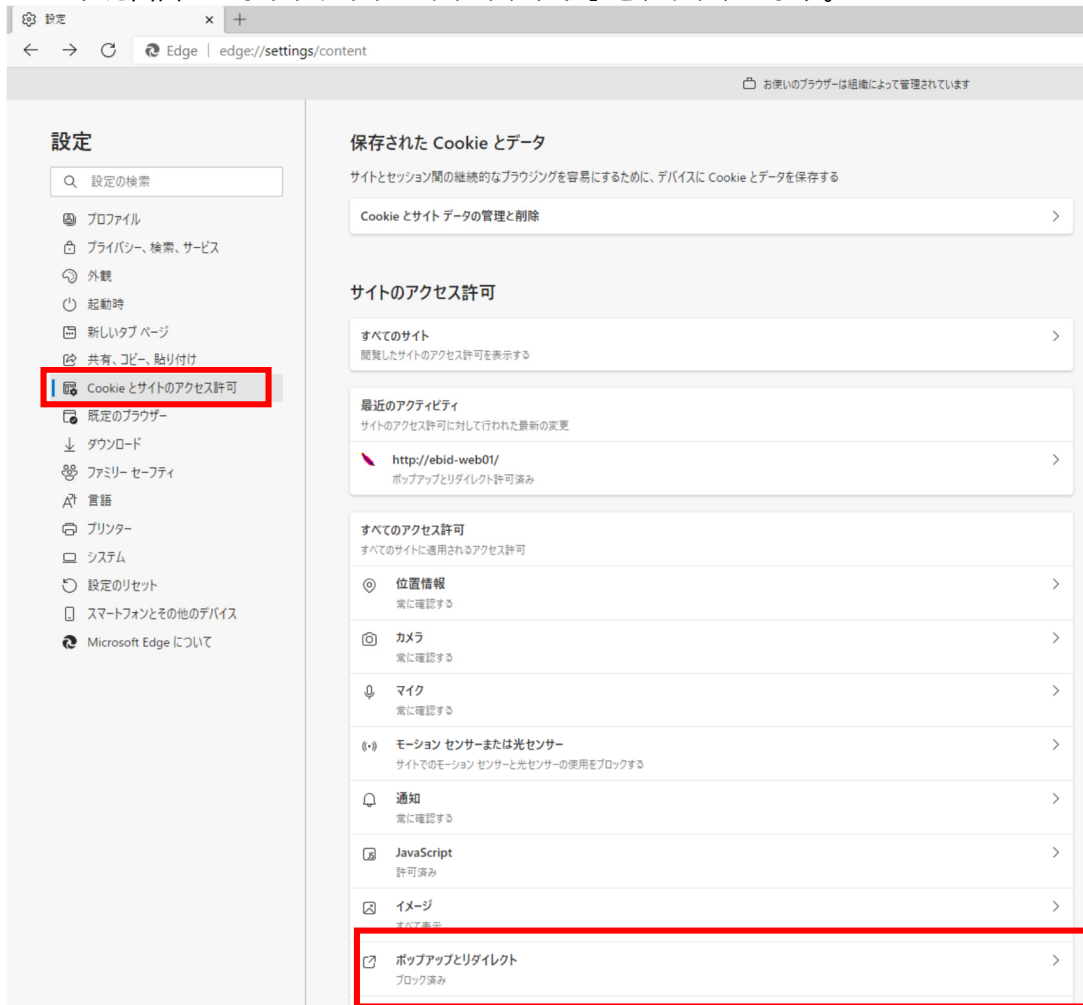 設定
Edge | edge://settings/content
お使いのブラウザーは組織によって管理されています
設定
設定の検索
プロファイル
プライバシー、検索、サービス
外観
起動時
新しいタブ ページ
共有、コピー、貼り付け
Cookie とサイトのアクセス許可
既定のブラウザー
ダウンロード
ファミリー セーフティ
言語
プリンター
システム
設定のリセット
スマートフォンとその他のデバイス
Microsoft Edge について
保存された Cookie とデータ
サイトとセッション間の継続的なブラウジングを容易にするために、デバイスに Cookie とデータを保存する
Cookie とサイト データの管理と削除
サイトのアクセス許可
すべてのサイト
閲覧したサイトのアクセス許可を表示する
最近のアクティビティ
サイトのアクセス許可に対して行われた最新の変更
http://ebid-web01/
ポップアップとリダイレクト許可済み
すべてのアクセス許可
すべてのサイトに適用されるアクセス許可
位置情報
常に確認する
カメラ
常に確認する
マイク
常に確認する
モーション センサーまたは光センサー
サイトでのモーション センサーと光センサーの使用をブロックする
通知
常に確認する
JavaScript
許可済み
イメージ
すべて表示
ポップアップとリダイレクト
ブロック済み